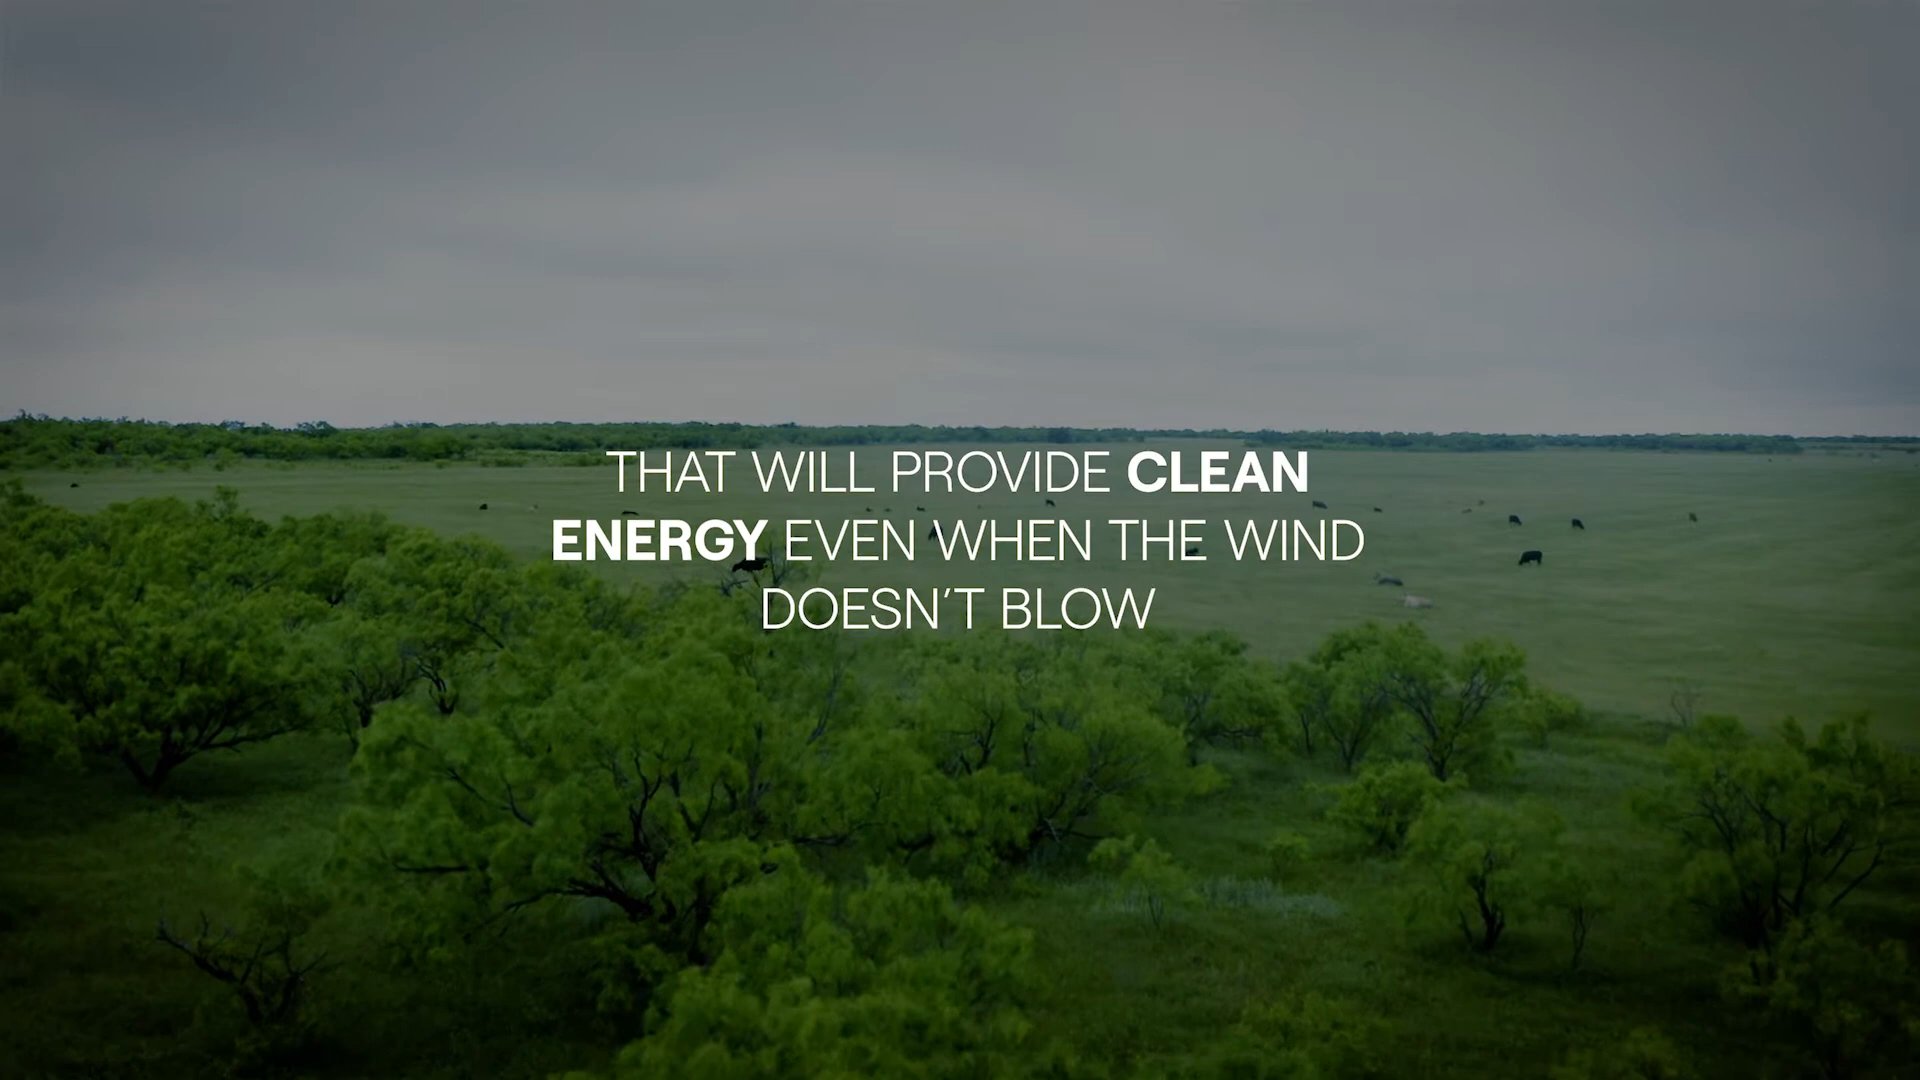 THAT WILL PROVIDE CLEAN
ENERGY EVEN WHEN THE WIND
DOESN’T BLOW